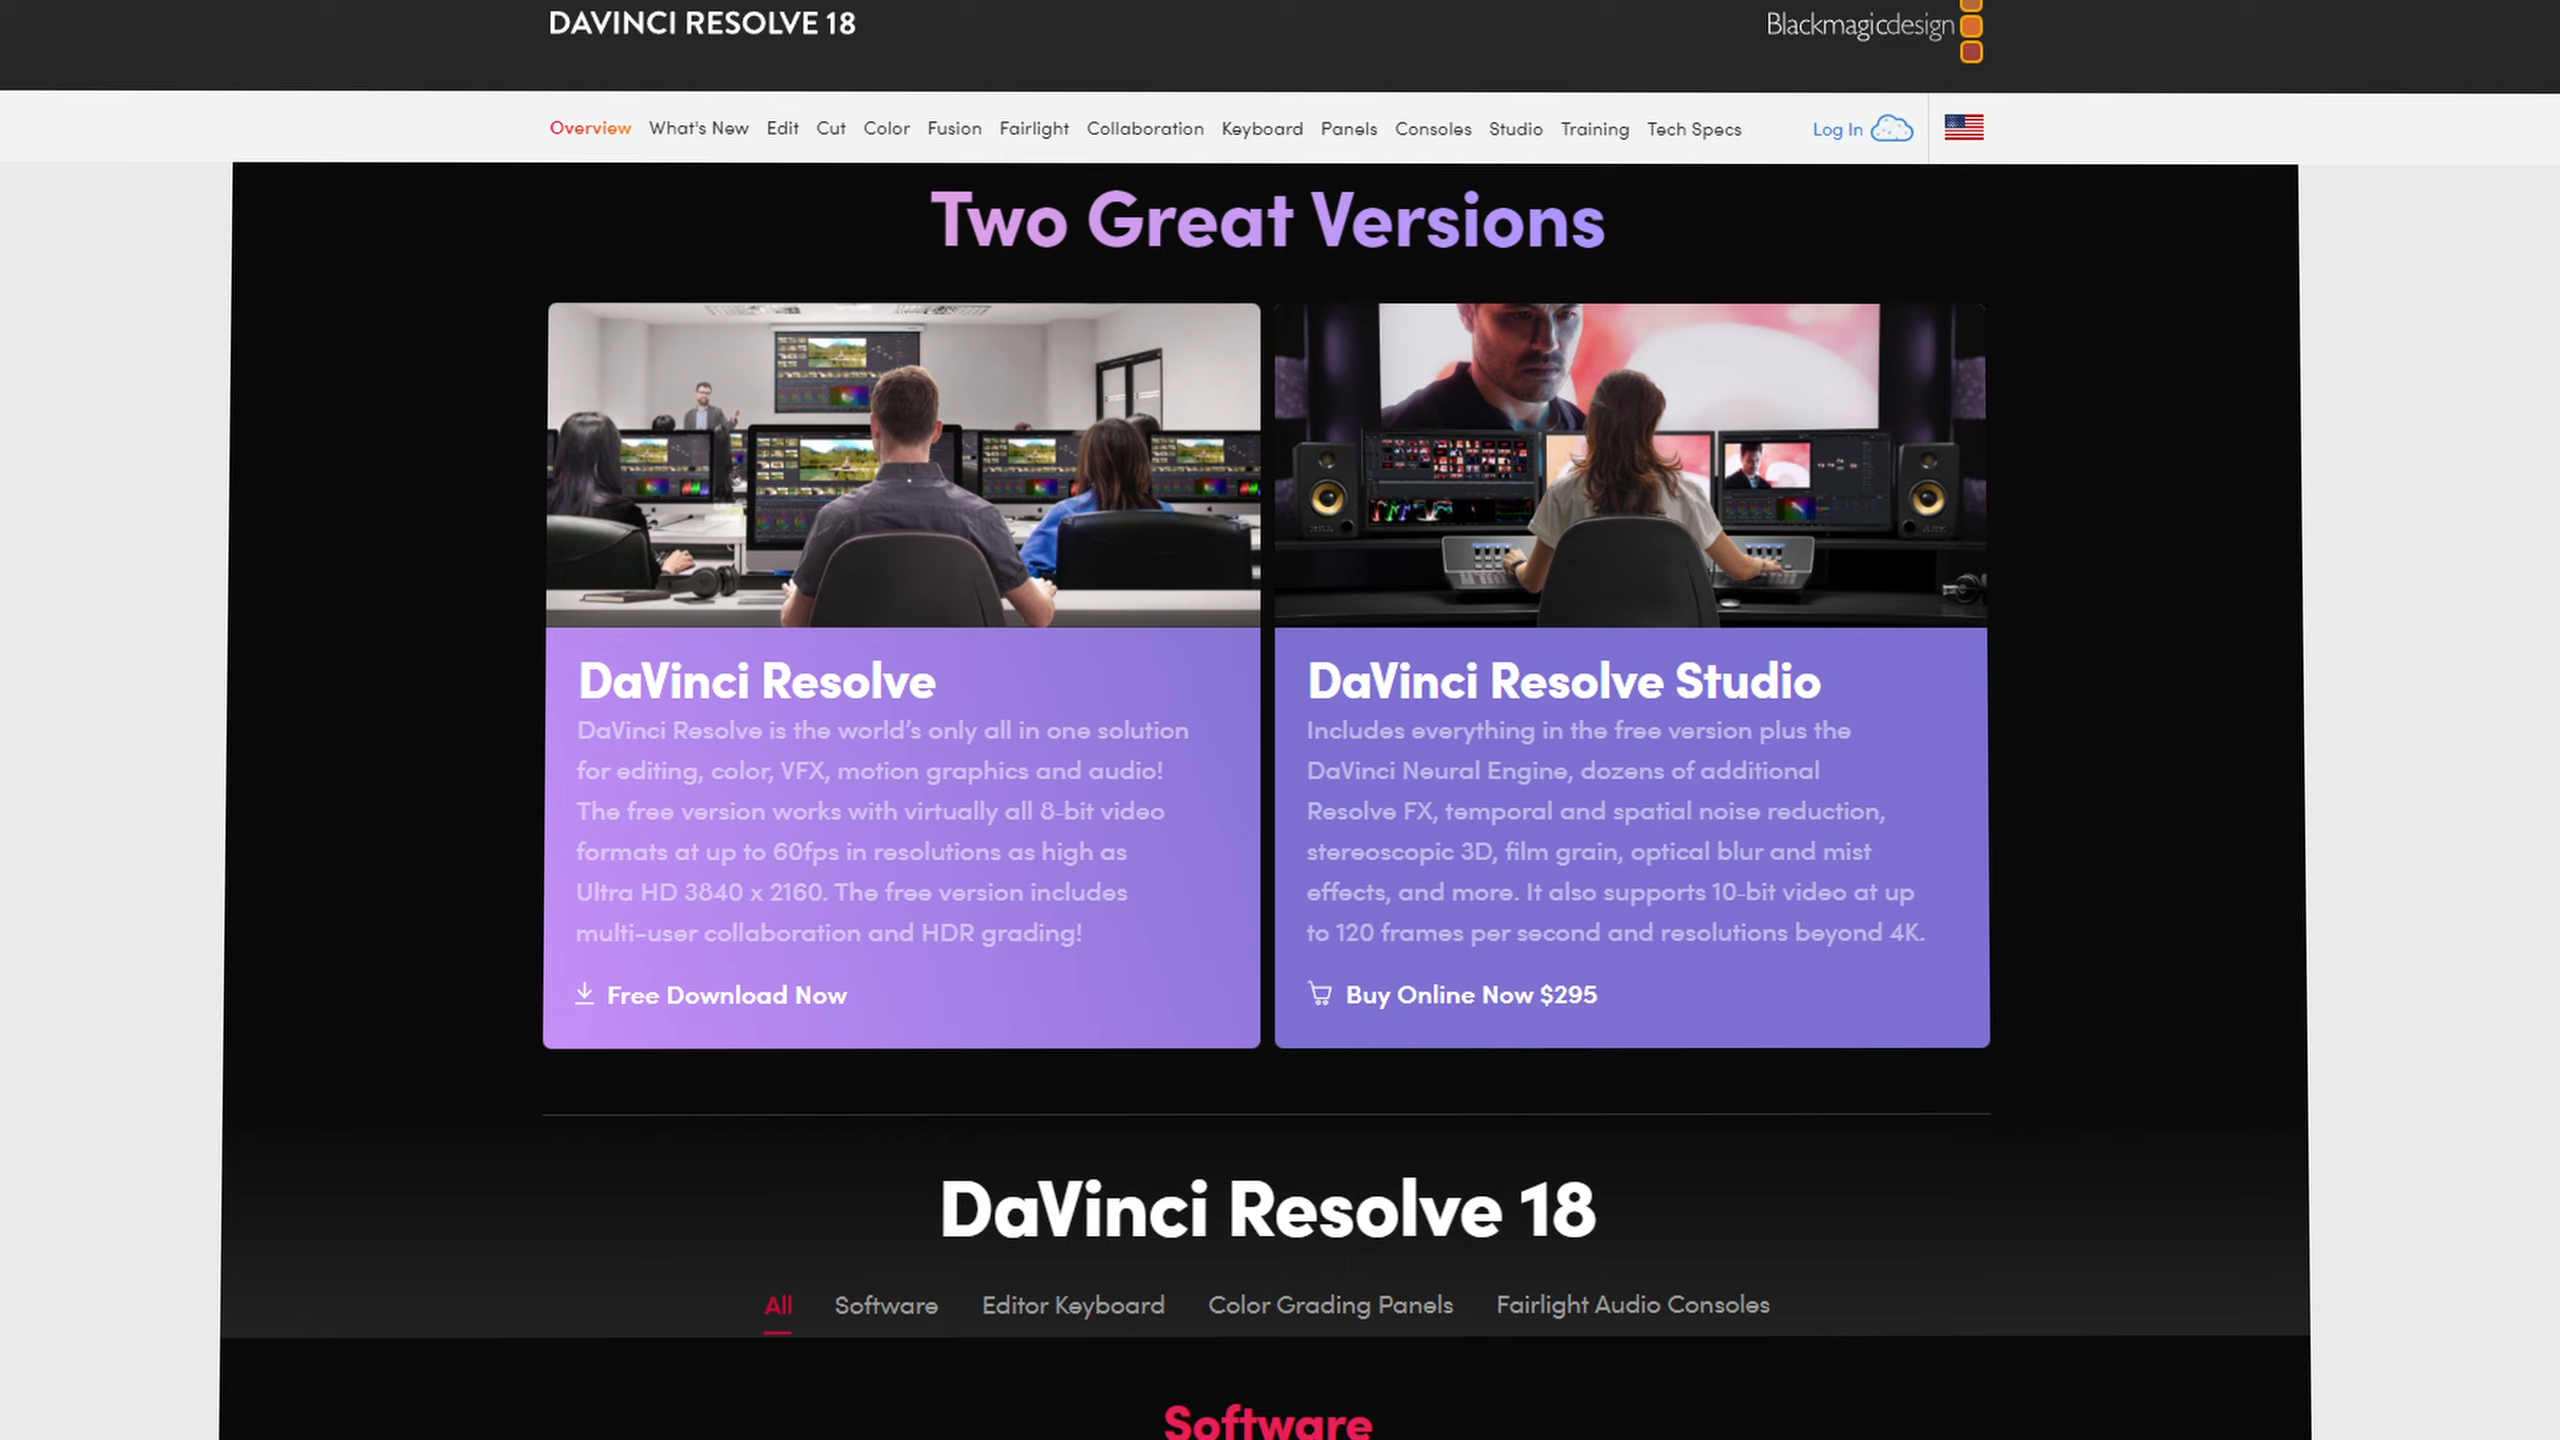 DAVINCI RESOLVE 18
Blackmagicdesign
Overview What's New Edit Cut Color Fusion Fairlight Collaboration Keyboard Panels Consoles Studio Training Tech Specs Log In
Two Great Versions
DaVinci Resolve
DaVinci Resolve is the world's only all in one solution
for editing, color, VFX, motion graphics and audio!
The free version works with virtually all 8-bit video
formats at up to 60fps in resolutions as high as
Ultra HD 3840 x 2160. The free version includes
multi-user collaboration and HDR grading!
Free Download Now
DaVinci Resolve Studio
Includes everything in the free version plus the
DaVinci Neural Engine, dozens of additional
Resolve FX, temporal and spatial noise reduction,
stereoscopic 3D, film grain, optical blur and mist
effects, and more. It also supports 10-bit video at up
to 120 frames per second and resolutions beyond 4K.
Buy Online Now $295
DaVinci Resolve 18
All Software Editor Keyboard Color Grading Panels Fairlight Audio Consoles
Software